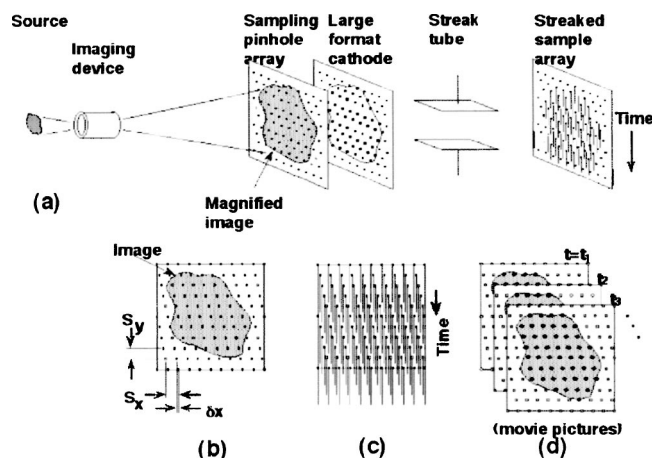 Source
Imaging
device
Sampling
pinhole
array
Large
format
cathode
Streak
tube
Streaked
sample
array
Time
Magnified
image
(a)
Image
Sy
Sx
δx
(b)
Time
(c)
t=t1
t2
t3
(movie pictures)
(d)